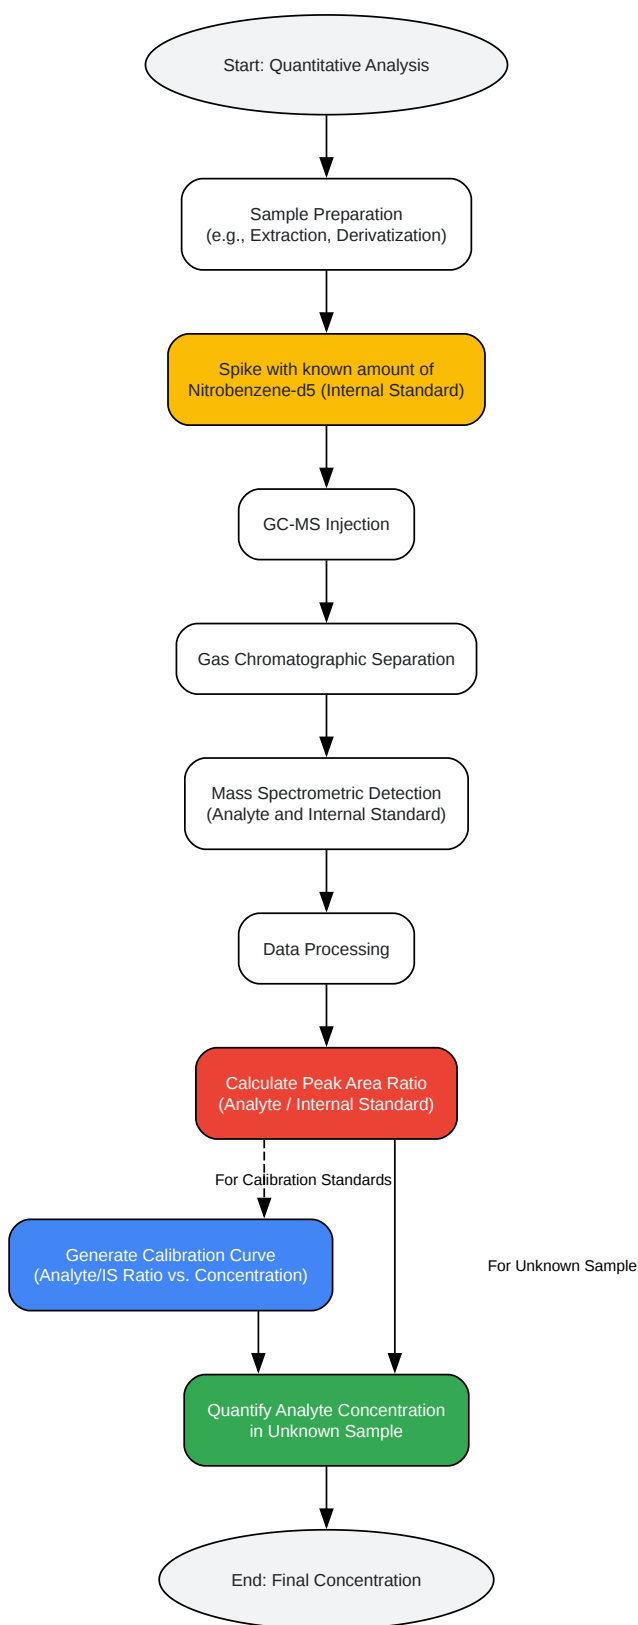 Start: Quantitative Analysis
Sample Preparation
(e.g., Extraction, Derivatization)
Spike with known amount of
Nitrobenzene-d5 (Internal Standard)
GC-MS Injection
Gas Chromatographic Separation
Mass Spectrometric Detection
(Analyte and Internal Standard)
Data Processing
Calculate Peak Area Ratio
(Analyte / Internal Standard)
For Calibration Standards
Generate Calibration Curve
(Analyte/IS Ratio vs. Concentration)
For Unknown Sample
Quantify Analyte Concentration
in Unknown Sample
End: Final Concentration